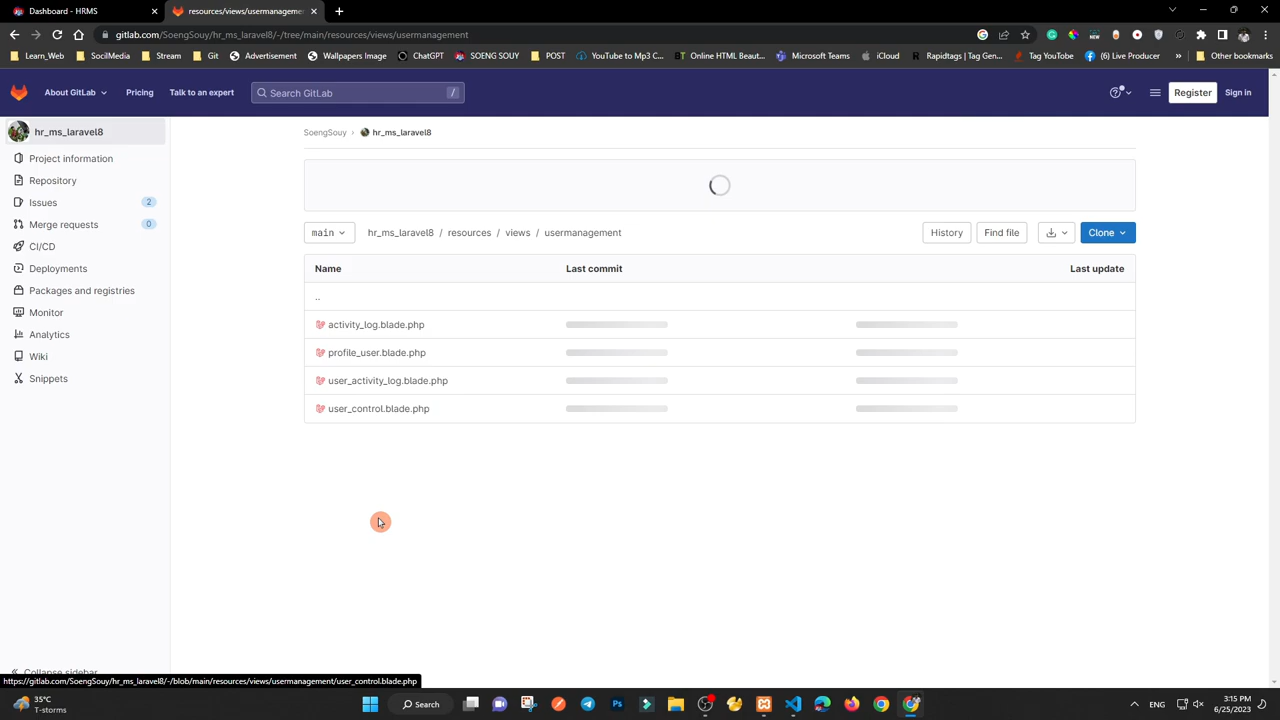 Dashboard - HRMS
resources/views/usermanagemen
gitlab.com/SoengSouy/hr_ms_laravel8/-/tree/main/resources/views/usermanagement
Learn_Web
SocilMedia
Stream
Git
Advertisement
Wallpapers Image
ChatGPT
SOENG SOUY
POST
YouTube to Mp3 C...
Online HTML Beaut...
Microsoft Teams
iCloud
Rapidtags | Tag Gen...
Tag YouTube
(6) Live Producer
»
Other bookmarks
About GitLab
Pricing
Talk to an expert
Search GitLab
/
Register
Sign in
hr_ms_laravel8
Project information
Repository
Issues
2
Merge requests
0
CI/CD
Deployments
Packages and registries
Monitor
Analytics
Wiki
Snippets
Collapse sidebar
SoengSouy › hr_ms_laravel8
main
hr_ms_laravel8 / resources / views / usermanagement
History
Find file
Clone
Name
Last commit
Last update
..
activity_log.blade.php
profile_user.blade.php
user_activity_log.blade.php
user_control.blade.php
https://gitlab.com/SoengSouy/hr_ms_laravel8/-/blob/main/resources/views/usermanagement/user_control.blade.php
35°C
T-storms
Search
ENG
3:15 PM
6/25/2023